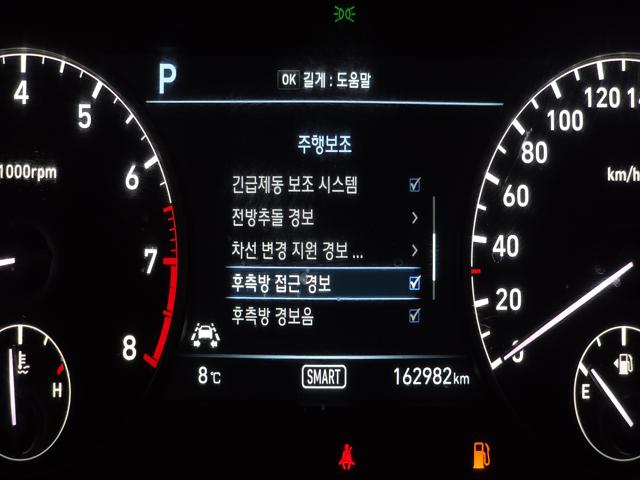 P
OK 길게 : 도움말
주행보조
긴급제동 보조 시스템
전방추돌 경보
차선 변경 지원 경보 ...
후측방 접근 경보
후측방 경보음
8℃
SMART
162982km
4
5
6
7
8
1000rpm
H
120
100
80
60
40
20
0
km/h
E